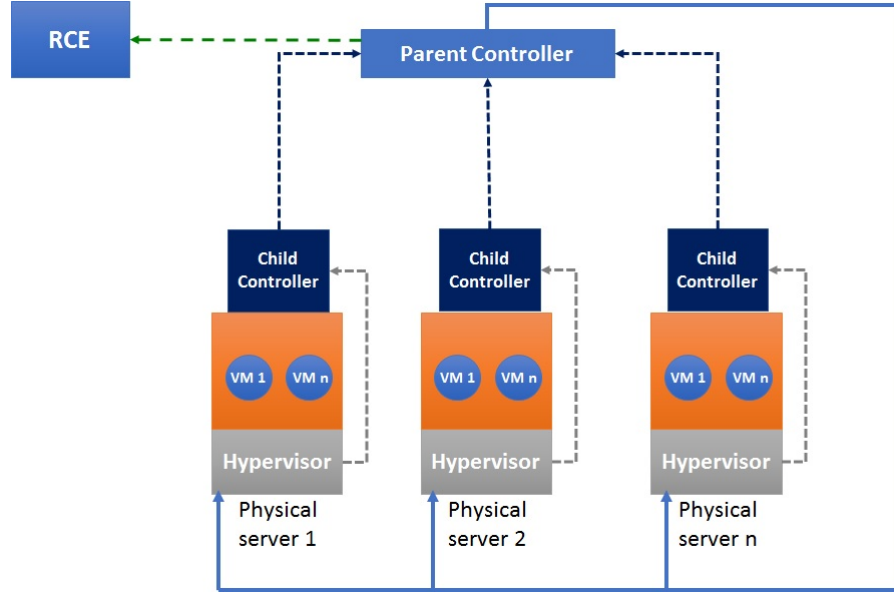 RCE
Parent Controller
Child
Controller
Child
Controller
Child
Controller
VM 1
VM n
VM 1
VM n
VM 1
VM n
Hypervisor
Hypervisor
Hypervisor
Physical
server 1
Physical
server 2
Physical
server n